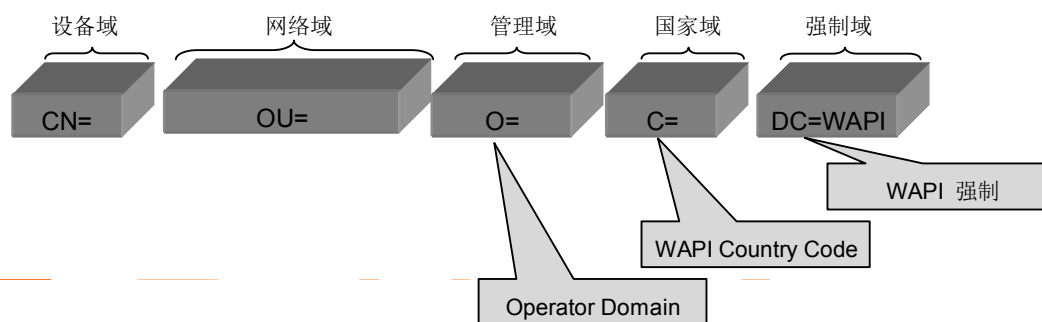 设备域 网络域 管理域 国家域 强制域
CN= OU= O= C= DC=WAPI
WAPI 强制
WAPI Country Code
Operator Domain